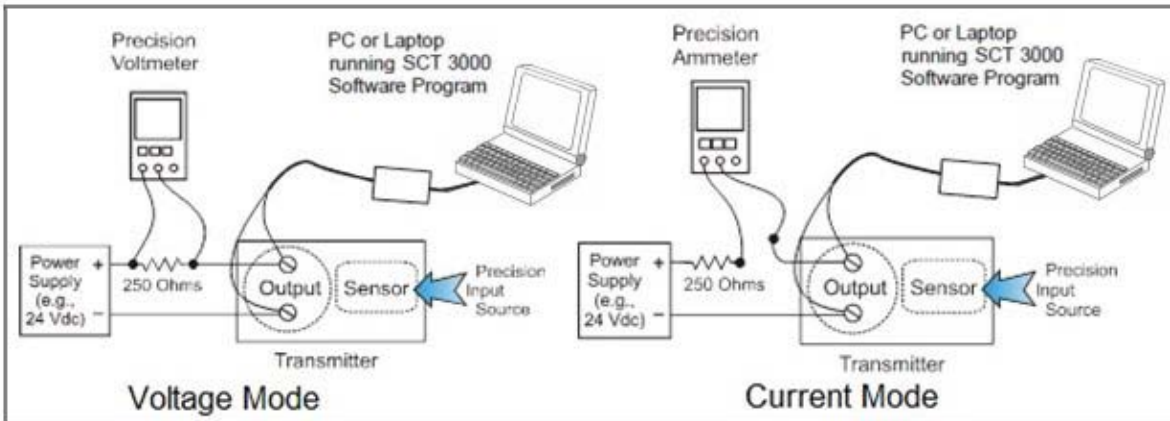 Precision
Voltmeter
PC or Laptop
running SCT 3000
Software Program
Power
Supply
(e.g.,
24 Vdc)
+
−
250 Ohms
Output
Sensor
Precision
Input
Source
Transmitter
Voltage Mode
Precision
Ammeter
PC or Laptop
running SCT 3000
Software Program
Power
Supply
(e.g.,
24 Vdc)
+
−
250 Ohms
Output
Sensor
Precision
Input
Source
Transmitter
Current Mode